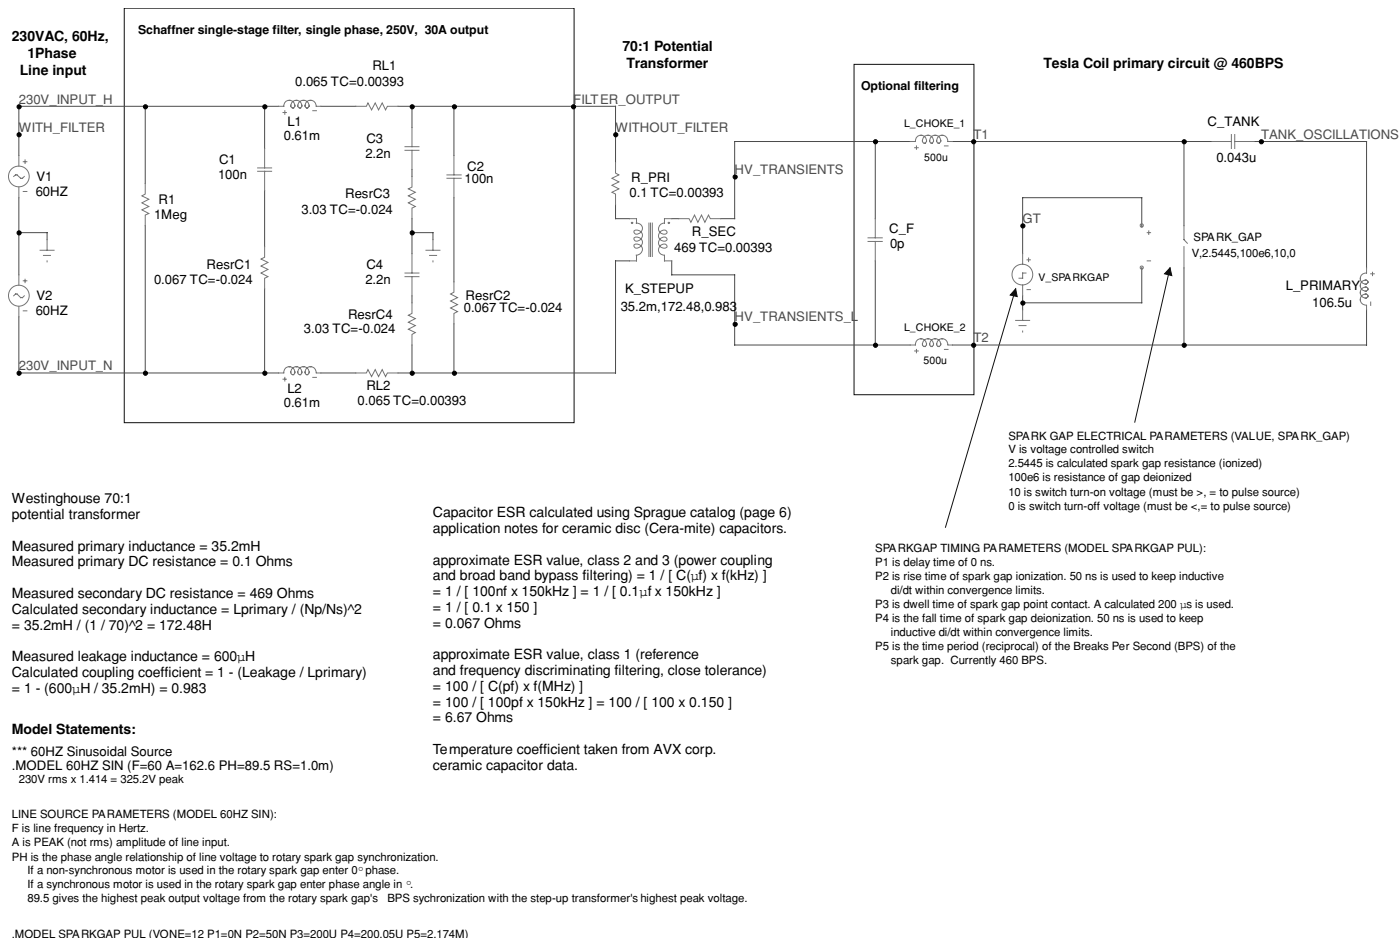 Schaffner single-stage filter, single phase, 250V, 30A output
230VAC, 60Hz,
1Phase
Line input
70:1 Potential
Transformer
Tesla Coil primary circuit @ 460BPS
Optional filtering
230V_INPUT_H
WITH_FILTER
V1
60HZ
V2
60HZ
230V_INPUT_N
R1
1Meg
C1
100n
ResrC1
0.067 TC=-0.024
RL1
0.065 TC=0.00393
L1
0.61m
C3
2.2n
ResrC3
3.03 TC=-0.024
C4
2.2n
ResrC4
3.03 TC=-0.024
C2
100n
ResrC2
0.067 TC=-0.024
L2
0.61m
RL2
0.065 TC=0.00393
FILTER_OUTPUT
WITHOUT_FILTER
R_PRI
0.1 TC=0.00393
R_SEC
469 TC=0.00393
K_STEPUP
35.2m,172.48,0.983
HV_TRANSIENTS
HV_TRANSIENTS_L
C_F
0p
L_CHOKE_1
500u
L_CHOKE_2
500u
T1
T2
GT
V_SPARKGAP
SPARK_GAP
V,2.5445,100e6,10,0
C_TANK
0.043u
TANK_OSCILLATIONS
L_PRIMARY
106.5u
SPARK GAP ELECTRICAL PARAMETERS (VALUE, SPARK_GAP)
V is voltage controlled switch
2.5445 is calculated spark gap resistance (ionized)
100e6 is resistance of gap deionized
10 is switch turn-on voltage (must be >, = to pulse source)
0 is switch turn-off voltage (must be <,= to pulse source)
SPARKGAP TIMING PARAMETERS (MODEL SPARKGAP PUL):
P1 is delay time of 0 ns.
P2 is rise time of spark gap ionization. 50 ns is used to keep inductive
di/dt within convergence limits.
P3 is dwell time of spark gap point contact. A calculated 200 µs is used.
P4 is the fall time of spark gap deionization. 50 ns is used to keep
inductive di/dt within convergence limits.
P5 is the time period (reciprocal) of the Breaks Per Second (BPS) of the
spark gap. Currently 460 BPS.
Westinghouse 70:1
potential transformer
Measured primary inductance = 35.2mH
Measured primary DC resistance = 0.1 Ohms
Measured secondary DC resistance = 469 Ohms
Calculated secondary inductance = Lprimary / (Np/Ns)^2
= 35.2mH / (1 / 70)^2 = 172.48H
Measured leakage inductance = 600µH
Calculated coupling coefficient = 1 - (Leakage / Lprimary)
= 1 - (600µH / 35.2mH) = 0.983
Model Statements:
*** 60HZ Sinusoidal Source
.MODEL 60HZ SIN (F=60 A=162.6 PH=89.5 RS=1.0m)
230V rms x 1.414 = 325.2V peak
Capacitor ESR calculated using Sprague catalog (page 6)
application notes for ceramic disc (Cera-mite) capacitors.
approximate ESR value, class 2 and 3 (power coupling
and broad band bypass filtering) = 1 / [ C(µf) x f(kHz) ]
= 1 / [ 100nf x 150kHz ] = 1 / [ 0.1µf x 150kHz ]
= 1 / [ 0.1 x 150 ]
= 0.067 Ohms
approximate ESR value, class 1 (reference
and frequency discriminating filtering, close tolerance)
= 100 / [ C(pf) x f(MHz) ]
= 100 / [ 100pf x 150kHz ] = 100 / [ 100 x 0.150 ]
= 6.67 Ohms
Temperature coefficient taken from AVX corp.
ceramic capacitor data.
LINE SOURCE PARAMETERS (MODEL 60HZ SIN):
F is line frequency in Hertz.
A is PEAK (not rms) amplitude of line input.
PH is the phase angle relationship of line voltage to rotary spark gap synchronization.
If a non-synchronous motor is used in the rotary spark gap enter 0° phase.
If a synchronous motor is used in the rotary spark gap enter phase angle in °.
89.5 gives the highest peak output voltage from the rotary spark gap's BPS sychronization with the step-up transformer's highest peak voltage.
.MODEL SPARKGAP PUL (VONE=12 P1=0N P2=50N P3=200U P4=200.05U P5=2.174M)